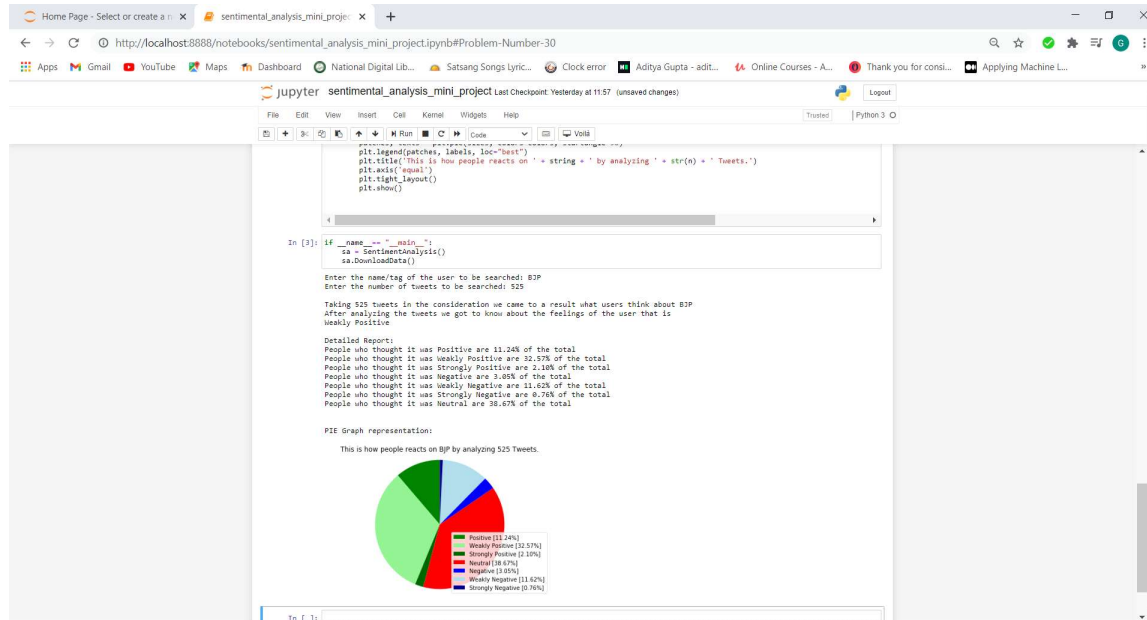 Home Page - Select or create a n
sentimental_analysis_mini_projec
http://localhost:8888/notebooks/sentimental_analysis_mini_project.ipynb#Problem-Number-30
G
Apps Gmail YouTube Maps Dashboard National Digital Lib... Satsang Songs Lyric... Clock error Aditya Gupta - adit... Online Courses - A... Thank you for consi... Applying Machine L... »
jupyter sentimental_analysis_mini_project Last Checkpoint: Yesterday at 11:57 (unsaved changes) Logout
File Edit View Insert Cell Kernel Widgets Help Trusted Python 3
Run Code Voilà
plt.legend(patches, labels, loc="best")
plt.title('This is how people reacts on ' + string + ' by analyzing ' + str(n) + ' Tweets.')
plt.axis('equal')
plt.tight_layout()
plt.show()
In [3]: if __name__== "__main__":
sa = SentimentAnalysis()
sa.DownloadData()
Enter the name/tag of the user to be searched: BJP
Enter the number of tweets to be searched: 525
Taking 525 tweets in the consideration we came to a result what users think about BJP
After analyzing the tweets we got to know about the feelings of the user that is
Weakly Positive
Detailed Report:
People who thought it was Positive are 11.24% of the total
People who thought it was Weakly Positive are 32.57% of the total
People who thought it was Strongly Positive are 2.10% of the total
People who thought it was Negative are 3.05% of the total
People who thought it was Weakly Negative are 11.62% of the total
People who thought it was Strongly Negative are 0.76% of the total
People who thought it was Neutral are 38.67% of the total
PIE Graph representation:
This is how people reacts on BJP by analyzing 525 Tweets.
Positive [11.24%]
Weakly Positive [32.57%]
Strongly Positive [2.10%]
Neutral [38.67%]
Negative [3.05%]
Weakly Negative [11.62%]
Strongly Negative [0.76%]
In [ ]: